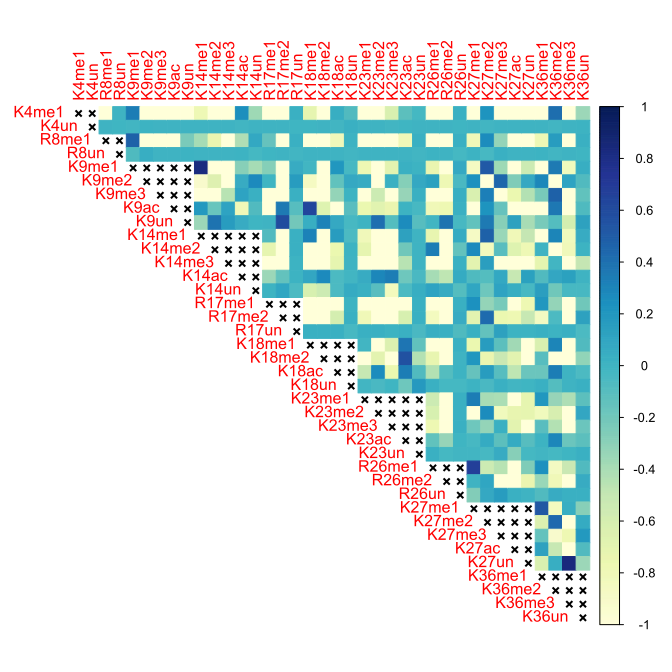 K4me1
K4un
R8me1
R8un
K9me1
K9me2
K9me3
K9ac
K9un
K14me1
K14me2
K14me3
K14ac
K14un
R17me1
R17me2
R17un
K18me1
K18me2
K18ac
K18un
K23me1
K23me2
K23me3
K23ac
K23un
R26me1
R26me2
R26un
K27me1
K27me2
K27me3
K27ac
K27un
K36me1
K36me2
K36me3
K36un
K4me1
K4un
R8me1
R8un
K9me1
K9me2
K9me3
K9ac
K9un
K14me1
K14me2
K14me3
K14ac
K14un
R17me1
R17me2
R17un
K18me1
K18me2
K18ac
K18un
K23me1
K23me2
K23me3
K23ac
K23un
R26me1
R26me2
R26un
K27me1
K27me2
K27me3
K27ac
K27un
K36me1
K36me2
K36me3
K36un
1
0.8
0.6
0.4
0.2
0
-0.2
-0.4
-0.6
-0.8
-1